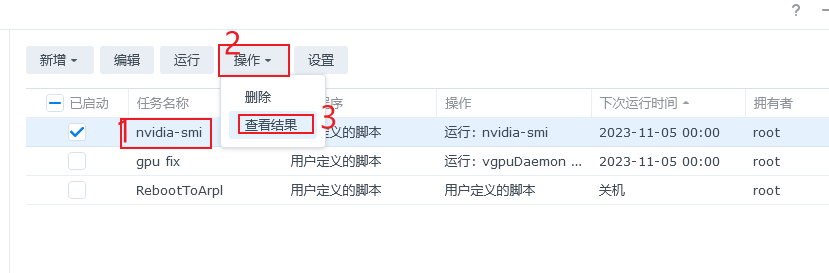 ?
新增 编辑 运行 操作 设置
2
删除
查看结果
3
已启动 任务名称 程序 操作 下次运行时间 拥有者
1
nvidia-smi 定义的脚本 运行: nvidia-smi 2023-11-05 00:00 root
gpu fix 用户定义的脚本 运行: vgpuDaemon ... 2023-11-05 00:00 root
RebootToArpl 用户定义的脚本 用户定义的脚本 关机 root